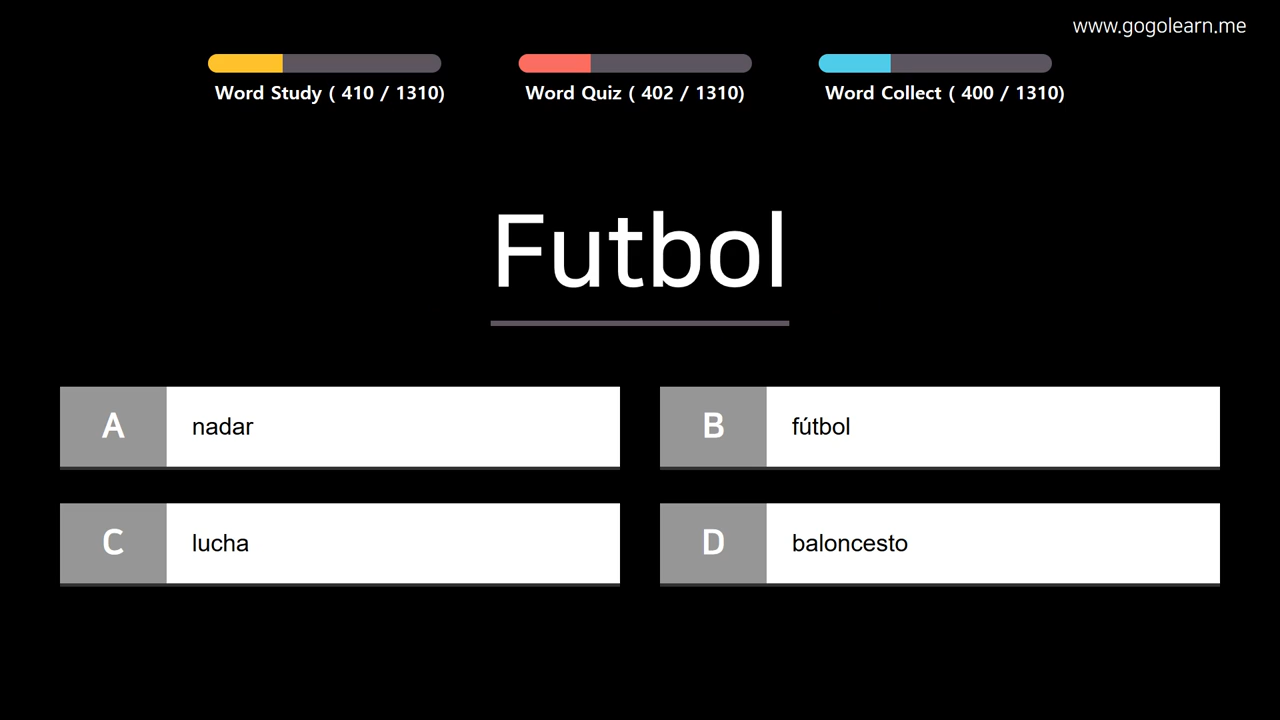 www.gogolearn.me
Word Study ( 410 / 1310)
Word Quiz ( 402 / 1310)
Word Collect ( 400 / 1310)
Futbol
A nadar
B fútbol
C lucha
D baloncesto